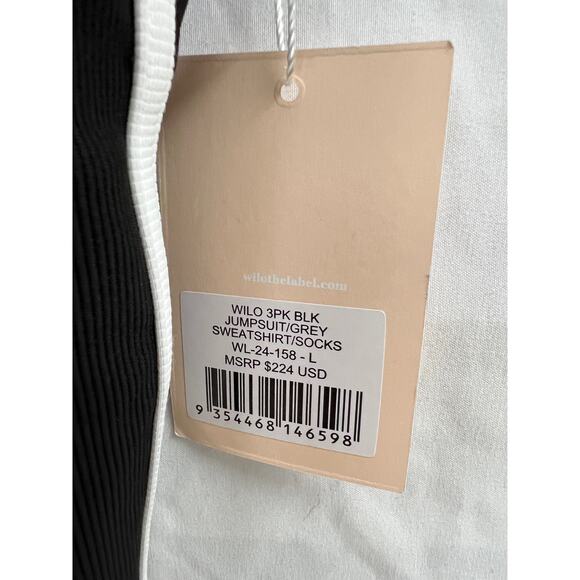 wilothelabel.com
WILO 3PK BLK
JUMPSUIT/GREY
SWEATSHIRT/SOCKS
WL-24-158 - L
MSRP $224 USD
9 354468 146598